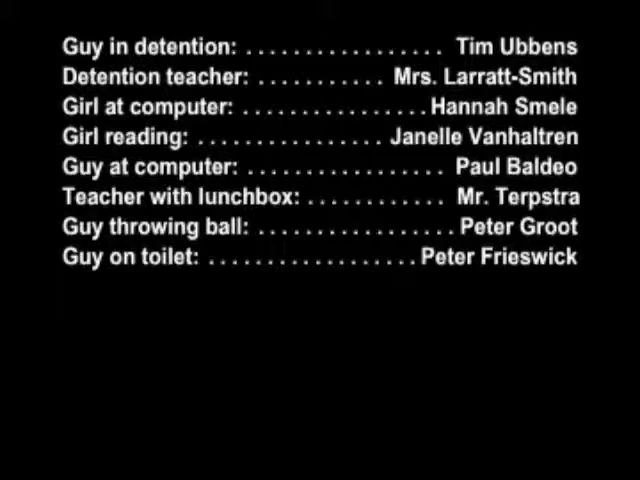 Guy in detention: . . . . . . . . . . . . . . . . . Tim Ubbens
Detention teacher: . . . . . . . . . . . Mrs. Larratt-Smith
Girl at computer: . . . . . . . . . . . . . . . . Hannah Smele
Girl reading: . . . . . . . . . . . . . . . . Janelle Vanhaltren
Guy at computer: . . . . . . . . . . . . . . . . . Paul Baldeo
Teacher with lunchbox: . . . . . . . . . . . . Mr. Terpstra
Guy throwing ball: . . . . . . . . . . . . . . . . . Peter Groot
Guy on toilet: . . . . . . . . . . . . . . . . . . Peter Frieswick